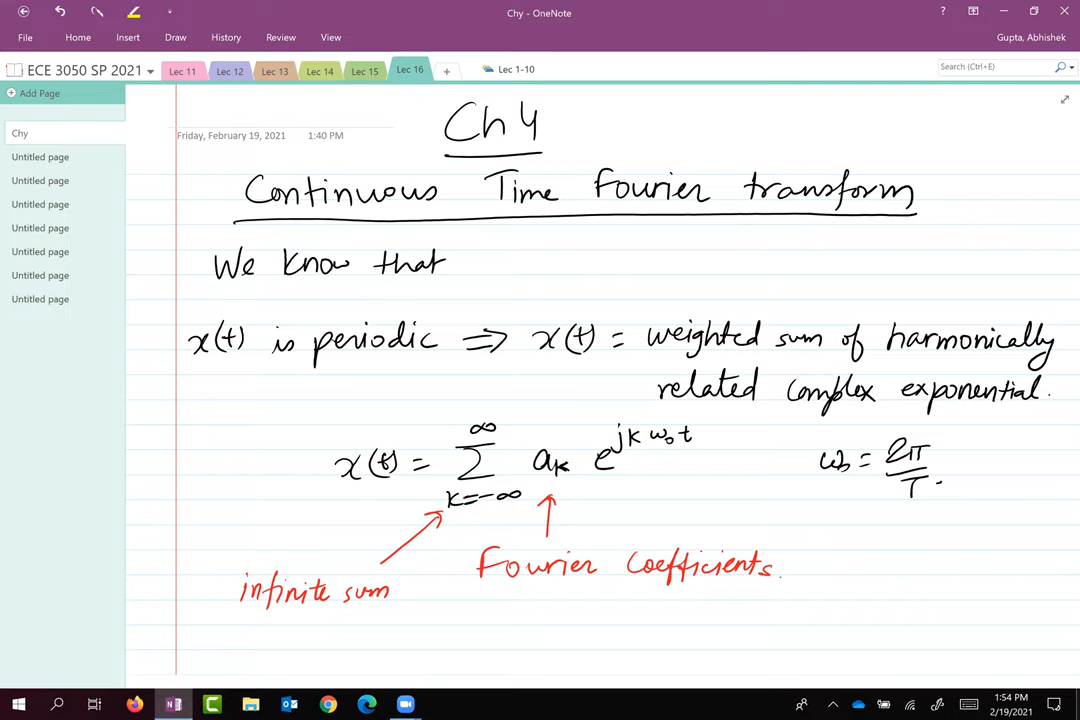 Chy - OneNote
Gupta, Abhishek
File Home Insert Draw History Review View
ECE 3050 SP 2021
Lec 11 Lec 12 Lec 13 Lec 14 Lec 15 Lec 16 Lec 1-10
Search (Ctrl+E)
Add Page
Chy
Untitled page
Untitled page
Untitled page
Untitled page
Untitled page
Untitled page
Untitled page
Friday, February 19, 2021 1:40 PM
Ch 4
Continuous Time Fourier transform
We know that
x(t) is periodic ⇒ x(t) = weighted sum of harmonically
related complex exponential.
x(t) = ∑_{k=-∞}^{∞} a_k e^{jkω₀t} ω₀ = 2π/T.
infinite sum
Fourier Coefficients.
1:54 PM
2/19/2021